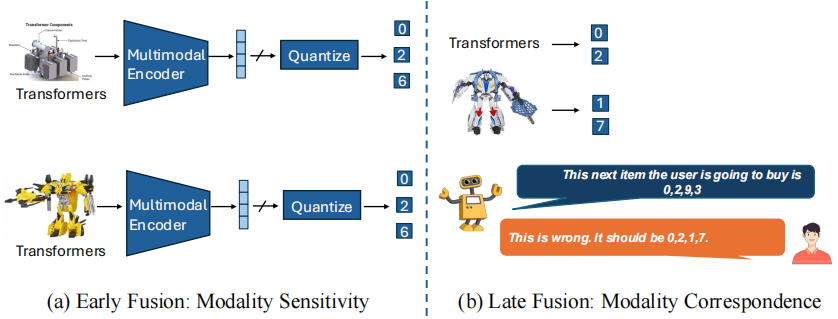 Transformer Components
Transformers
Multimodal
Encoder
Quantize
0
2
6
Transformers
Multimodal
Encoder
Quantize
0
2
6
(a) Early Fusion: Modality Sensitivity
Transformers
0
2
1
7
This next item the user is going to buy is
0,2,9,3
This is wrong. It should be 0,2,1,7.
(b) Late Fusion: Modality Correspondence